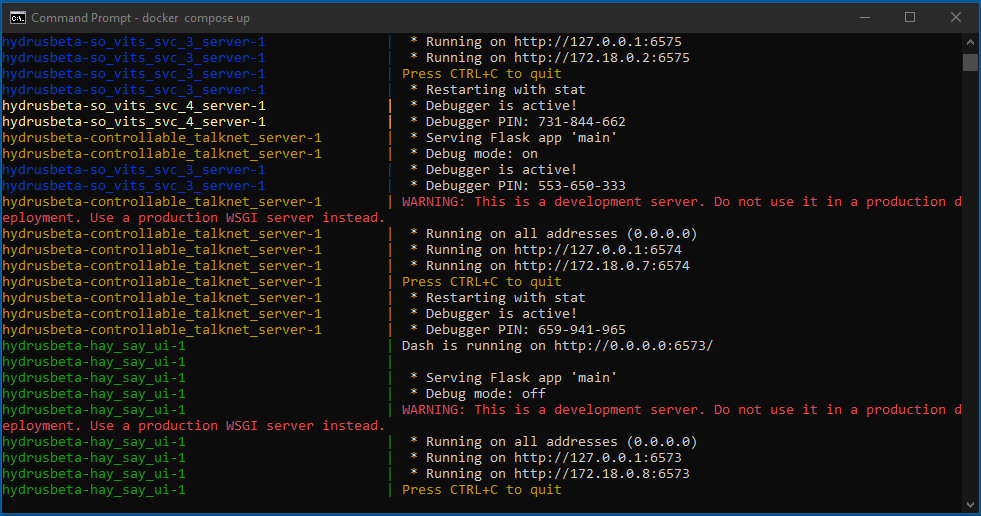 Command Prompt - docker  compose up
hydrusbeta-so_vits_svc_3_server-1 | * Running on http://127.0.0.1:6575
hydrusbeta-so_vits_svc_3_server-1 | * Running on http://172.18.0.2:6575
hydrusbeta-so_vits_svc_3_server-1 | Press CTRL+C to quit
hydrusbeta-so_vits_svc_3_server-1 | * Restarting with stat
hydrusbeta-so_vits_svc_4_server-1 | * Debugger is active!
hydrusbeta-so_vits_svc_4_server-1 | * Debugger PIN: 731-844-662
hydrusbeta-controllable_talknet_server-1 | * Serving Flask app 'main'
hydrusbeta-controllable_talknet_server-1 | * Debug mode: on
hydrusbeta-so_vits_svc_3_server-1 | * Debugger is active!
hydrusbeta-so_vits_svc_3_server-1 | * Debugger PIN: 553-650-333
hydrusbeta-controllable_talknet_server-1 | WARNING: This is a development server. Do not use it in a production d
eployment. Use a production WSGI server instead.
hydrusbeta-controllable_talknet_server-1 | * Running on all addresses (0.0.0.0)
hydrusbeta-controllable_talknet_server-1 | * Running on http://127.0.0.1:6574
hydrusbeta-controllable_talknet_server-1 | * Running on http://172.18.0.7:6574
hydrusbeta-controllable_talknet_server-1 | Press CTRL+C to quit
hydrusbeta-controllable_talknet_server-1 | * Restarting with stat
hydrusbeta-controllable_talknet_server-1 | * Debugger is active!
hydrusbeta-controllable_talknet_server-1 | * Debugger PIN: 659-941-965
hydrusbeta-hay_say_ui-1 | Dash is running on http://0.0.0.0:6573/
hydrusbeta-hay_say_ui-1 |
hydrusbeta-hay_say_ui-1 | * Serving Flask app 'main'
hydrusbeta-hay_say_ui-1 | * Debug mode: off
hydrusbeta-hay_say_ui-1 | WARNING: This is a development server. Do not use it in a production d
eployment. Use a production WSGI server instead.
hydrusbeta-hay_say_ui-1 | * Running on all addresses (0.0.0.0)
hydrusbeta-hay_say_ui-1 | * Running on http://127.0.0.1:6573
hydrusbeta-hay_say_ui-1 | * Running on http://172.18.0.8:6573
hydrusbeta-hay_say_ui-1 | Press CTRL+C to quit